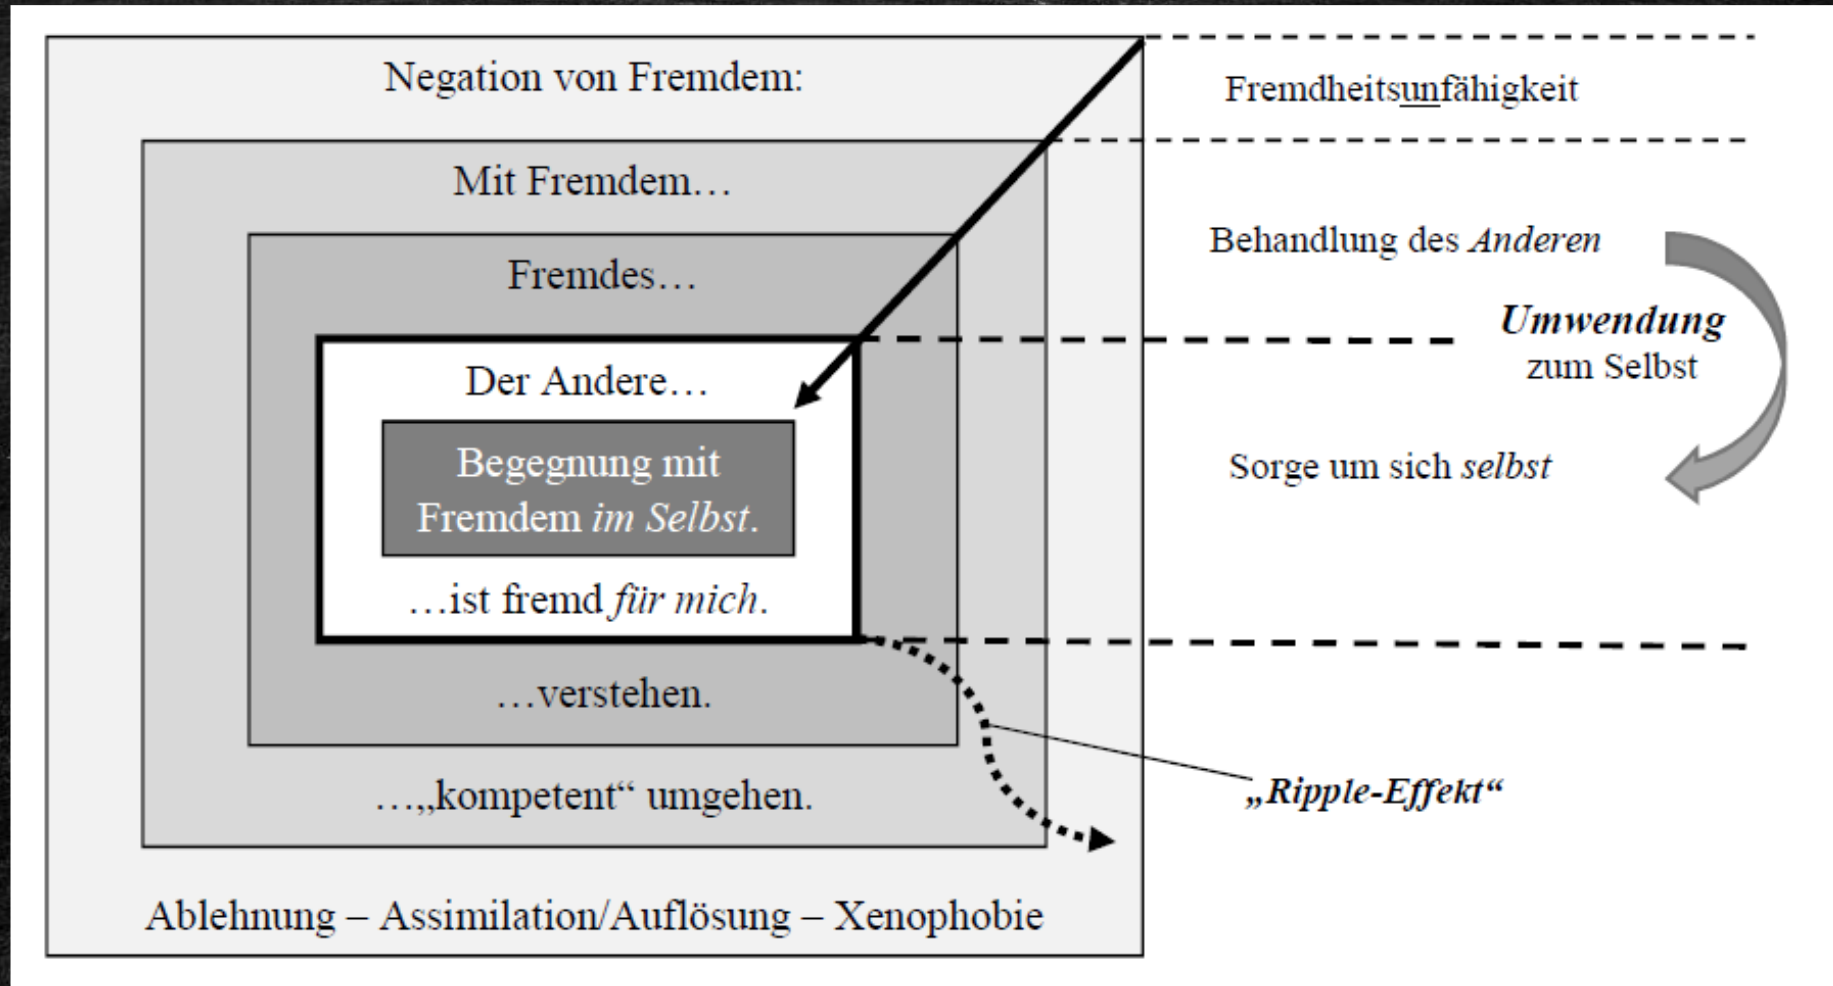 Negation von Fremdem:
Fremdheitsunfähigkeit
Mit Fremdem…
Behandlung des Anderen
Fremdes…
Umwendung
zum Selbst
Der Andere…
Begegnung mit
Fremdem im Selbst.
Sorge um sich selbst
…ist fremd für mich.
…verstehen.
…„kompetent“ umgehen.
„Ripple-Effekt“
Ablehnung – Assimilation/Auflösung – Xenophobie